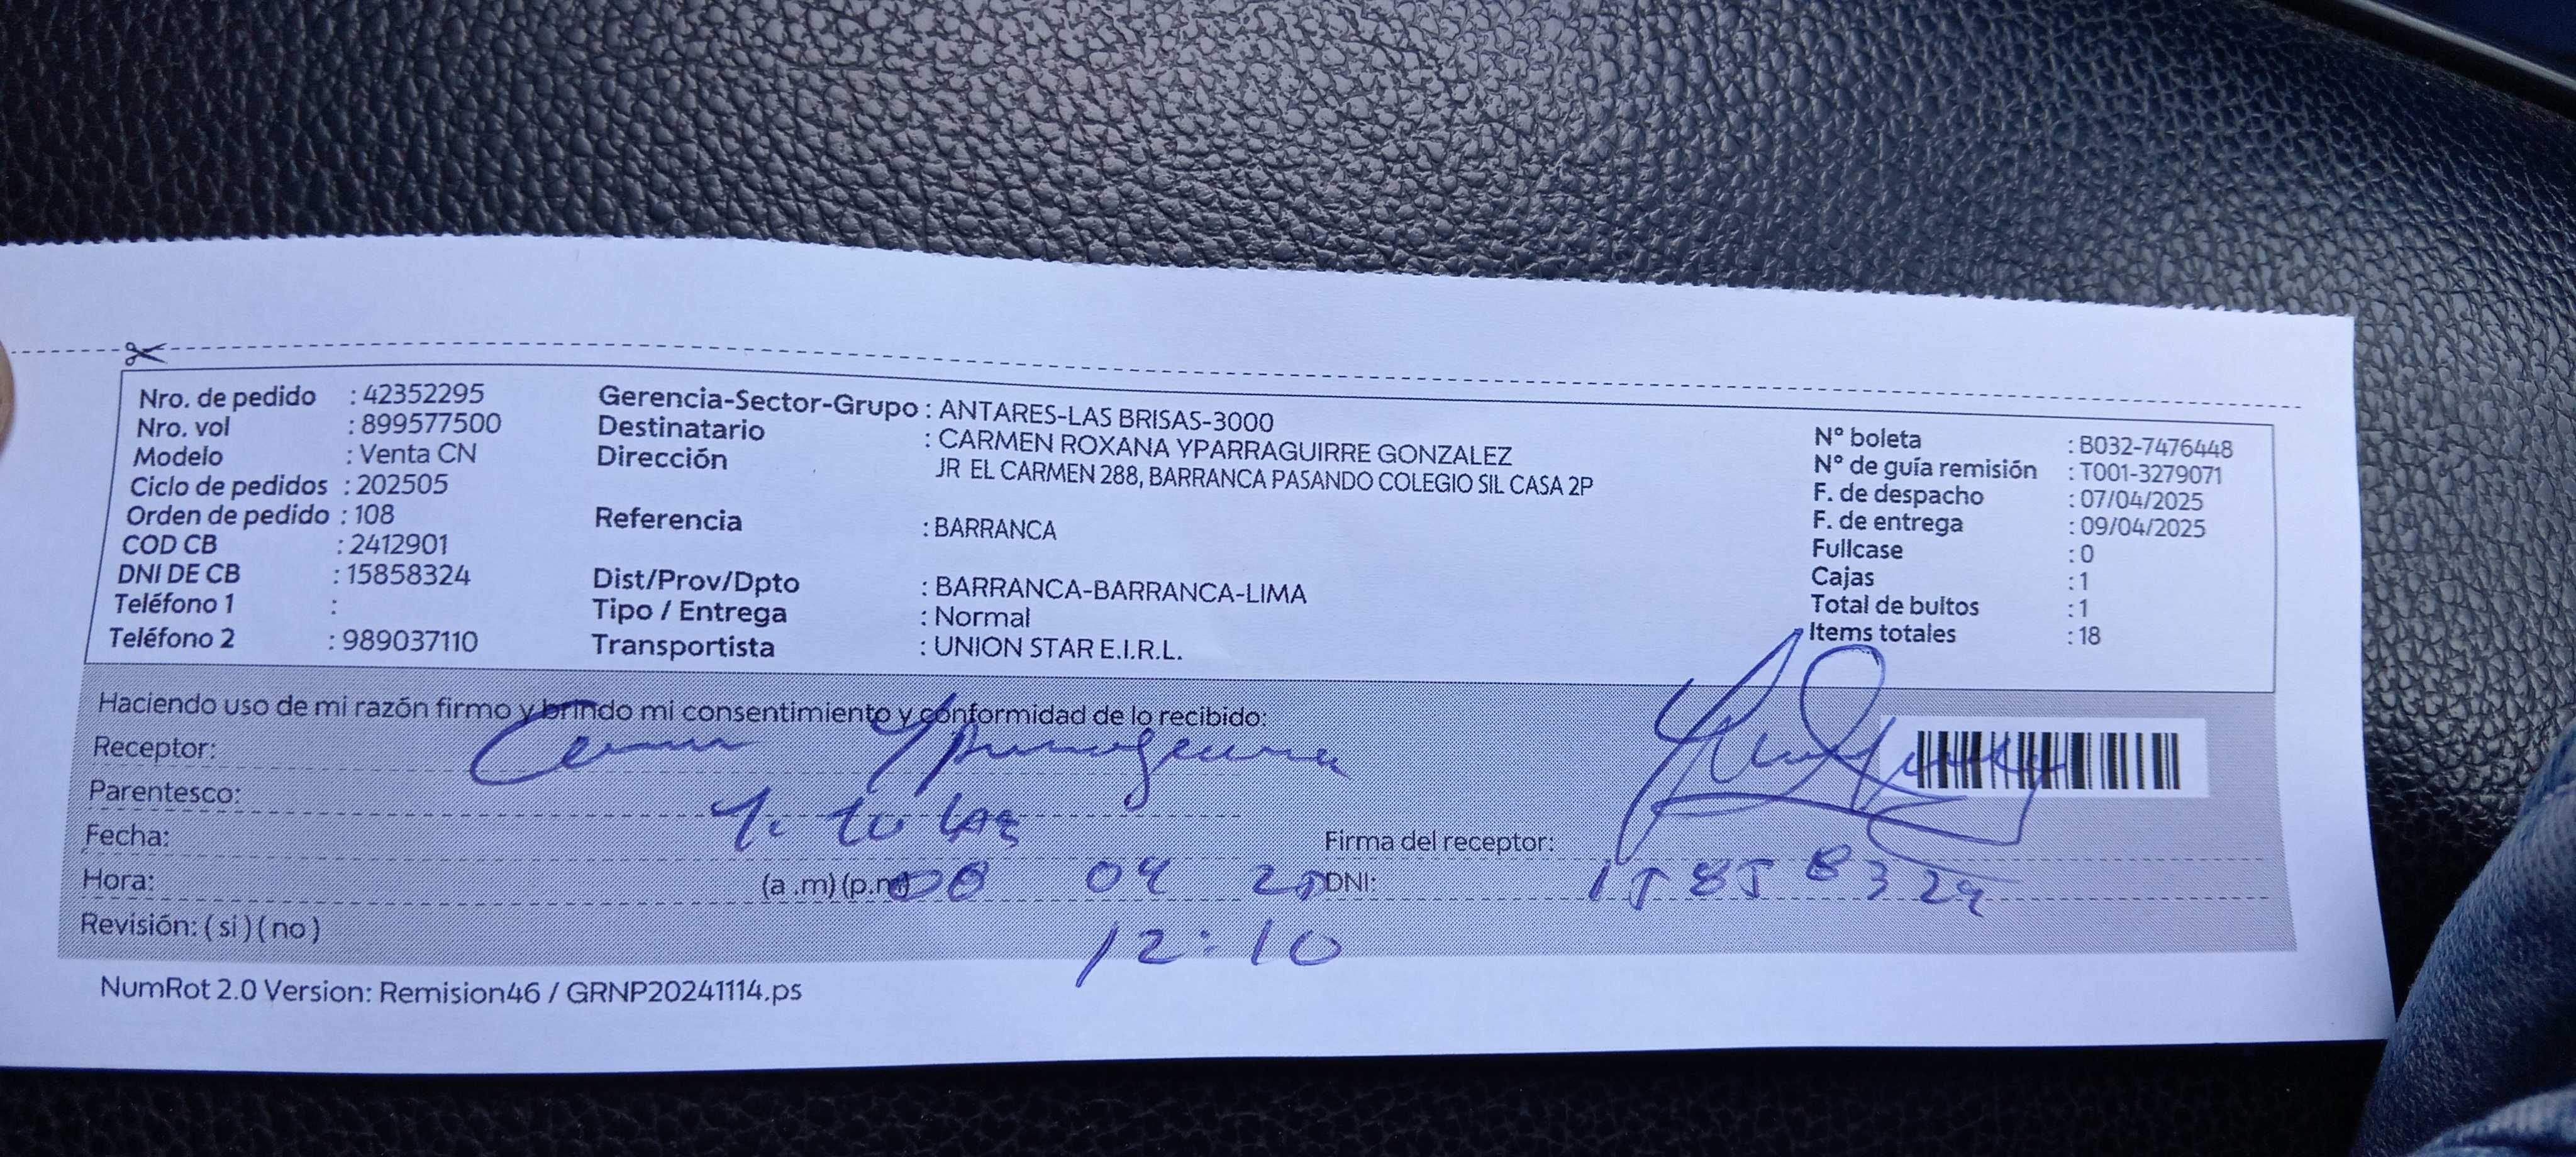 Nro. de pedido : 42352295
Nro. vol : 899577500
Modelo : Venta CN
Ciclo de pedidos : 202505
Orden de pedido : 108
COD CB : 2412901
DNI DE CB : 15858324
Teléfono 1 :
Teléfono 2 : 989037110
Gerencia-Sector-Grupo : ANTARES-LAS BRISAS-3000
Destinatario : CARMEN ROXANA YPARRAGUIRRE GONZALEZ
Dirección JR EL CARMEN 288, BARRANCA PASANDO COLEGIO SIL CASA 2P
Referencia : BARRANCA
Dist/Prov/Dpto : BARRANCA-BARRANCA-LIMA
Tipo / Entrega : Normal
Transportista : UNION STAR E.I.R.L.
N° boleta : B032-7476448
N° de guía remisión : T001-3279071
F. de despacho : 07/04/2025
F. de entrega : 09/04/2025
Fullcase : 0
Cajas : 1
Total de bultos : 1
Items totales : 18
Haciendo uso de mi razón firmo y brindo mi consentimiento y conformidad de lo recibido:
Receptor:
Parentesco:
Fecha:
Firma del receptor:
Hora: (a .m) (p.m) 08 04 25
DNI: 15858324
Revisión: ( si ) ( no ) 12:10
NumRot 2.0 Version: Remision46 / GRNP20241114.ps